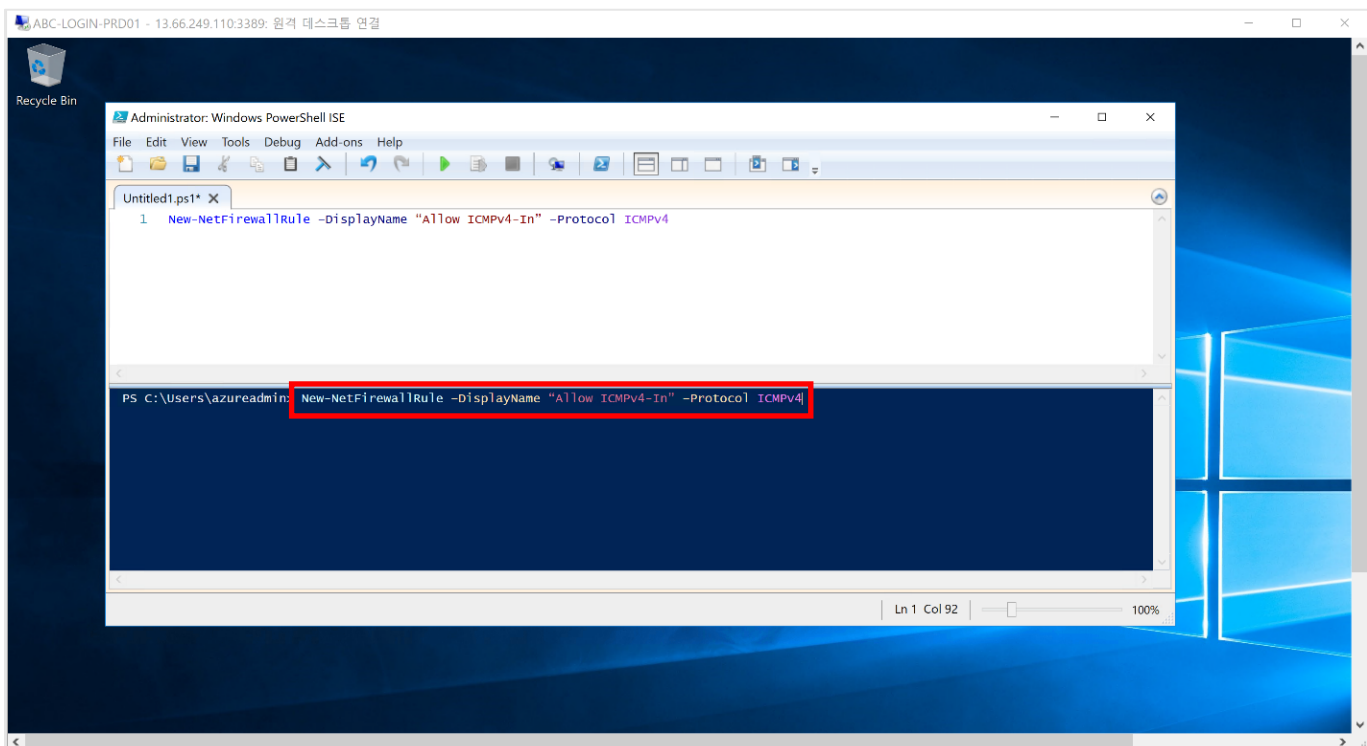 ABC-LOGIN-PRD01 - 13.66.249.110:3389: 원격 데스크톱 연결
Recycle Bin
Administrator: Windows PowerShell ISE
File Edit View Tools Debug Add-ons Help
Untitled1.ps1* X
1 New-NetFirewallRule –DisplayName “Allow ICMPv4-In” –Protocol ICMPv4
PS C:\Users\azureadmin> New-NetFirewallRule –DisplayName “Allow ICMPv4-In” –Protocol ICMPv4
Ln 1 Col 92
100%